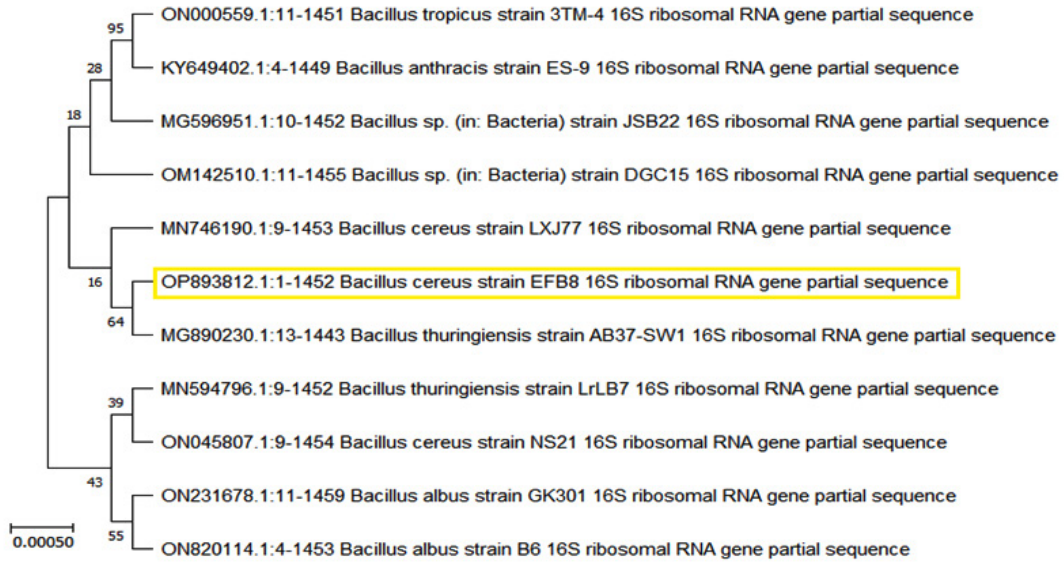 ON000559.1:11-1451 Bacillus tropicus strain 3TM-4 16S ribosomal RNA gene partial sequence
95
KY649402.1:4-1449 Bacillus anthracis strain ES-9 16S ribosomal RNA gene partial sequence
28
MG596951.1:10-1452 Bacillus sp. (in: Bacteria) strain JSB22 16S ribosomal RNA gene partial sequence
18
OM142510.1:11-1455 Bacillus sp. (in: Bacteria) strain DGC15 16S ribosomal RNA gene partial sequence
MN746190.1:9-1453 Bacillus cereus strain LXJ77 16S ribosomal RNA gene partial sequence
16
OP893812.1:1-1452 Bacillus cereus strain EFB8 16S ribosomal RNA gene partial sequence
64
MG890230.1:13-1443 Bacillus thuringiensis strain AB37-SW1 16S ribosomal RNA gene partial sequence
MN594796.1:9-1452 Bacillus thuringiensis strain LrLB7 16S ribosomal RNA gene partial sequence
39
ON045807.1:9-1454 Bacillus cereus strain NS21 16S ribosomal RNA gene partial sequence
43
ON231678.1:11-1459 Bacillus albus strain GK301 16S ribosomal RNA gene partial sequence
55
ON820114.1:4-1453 Bacillus albus strain B6 16S ribosomal RNA gene partial sequence
0.00050